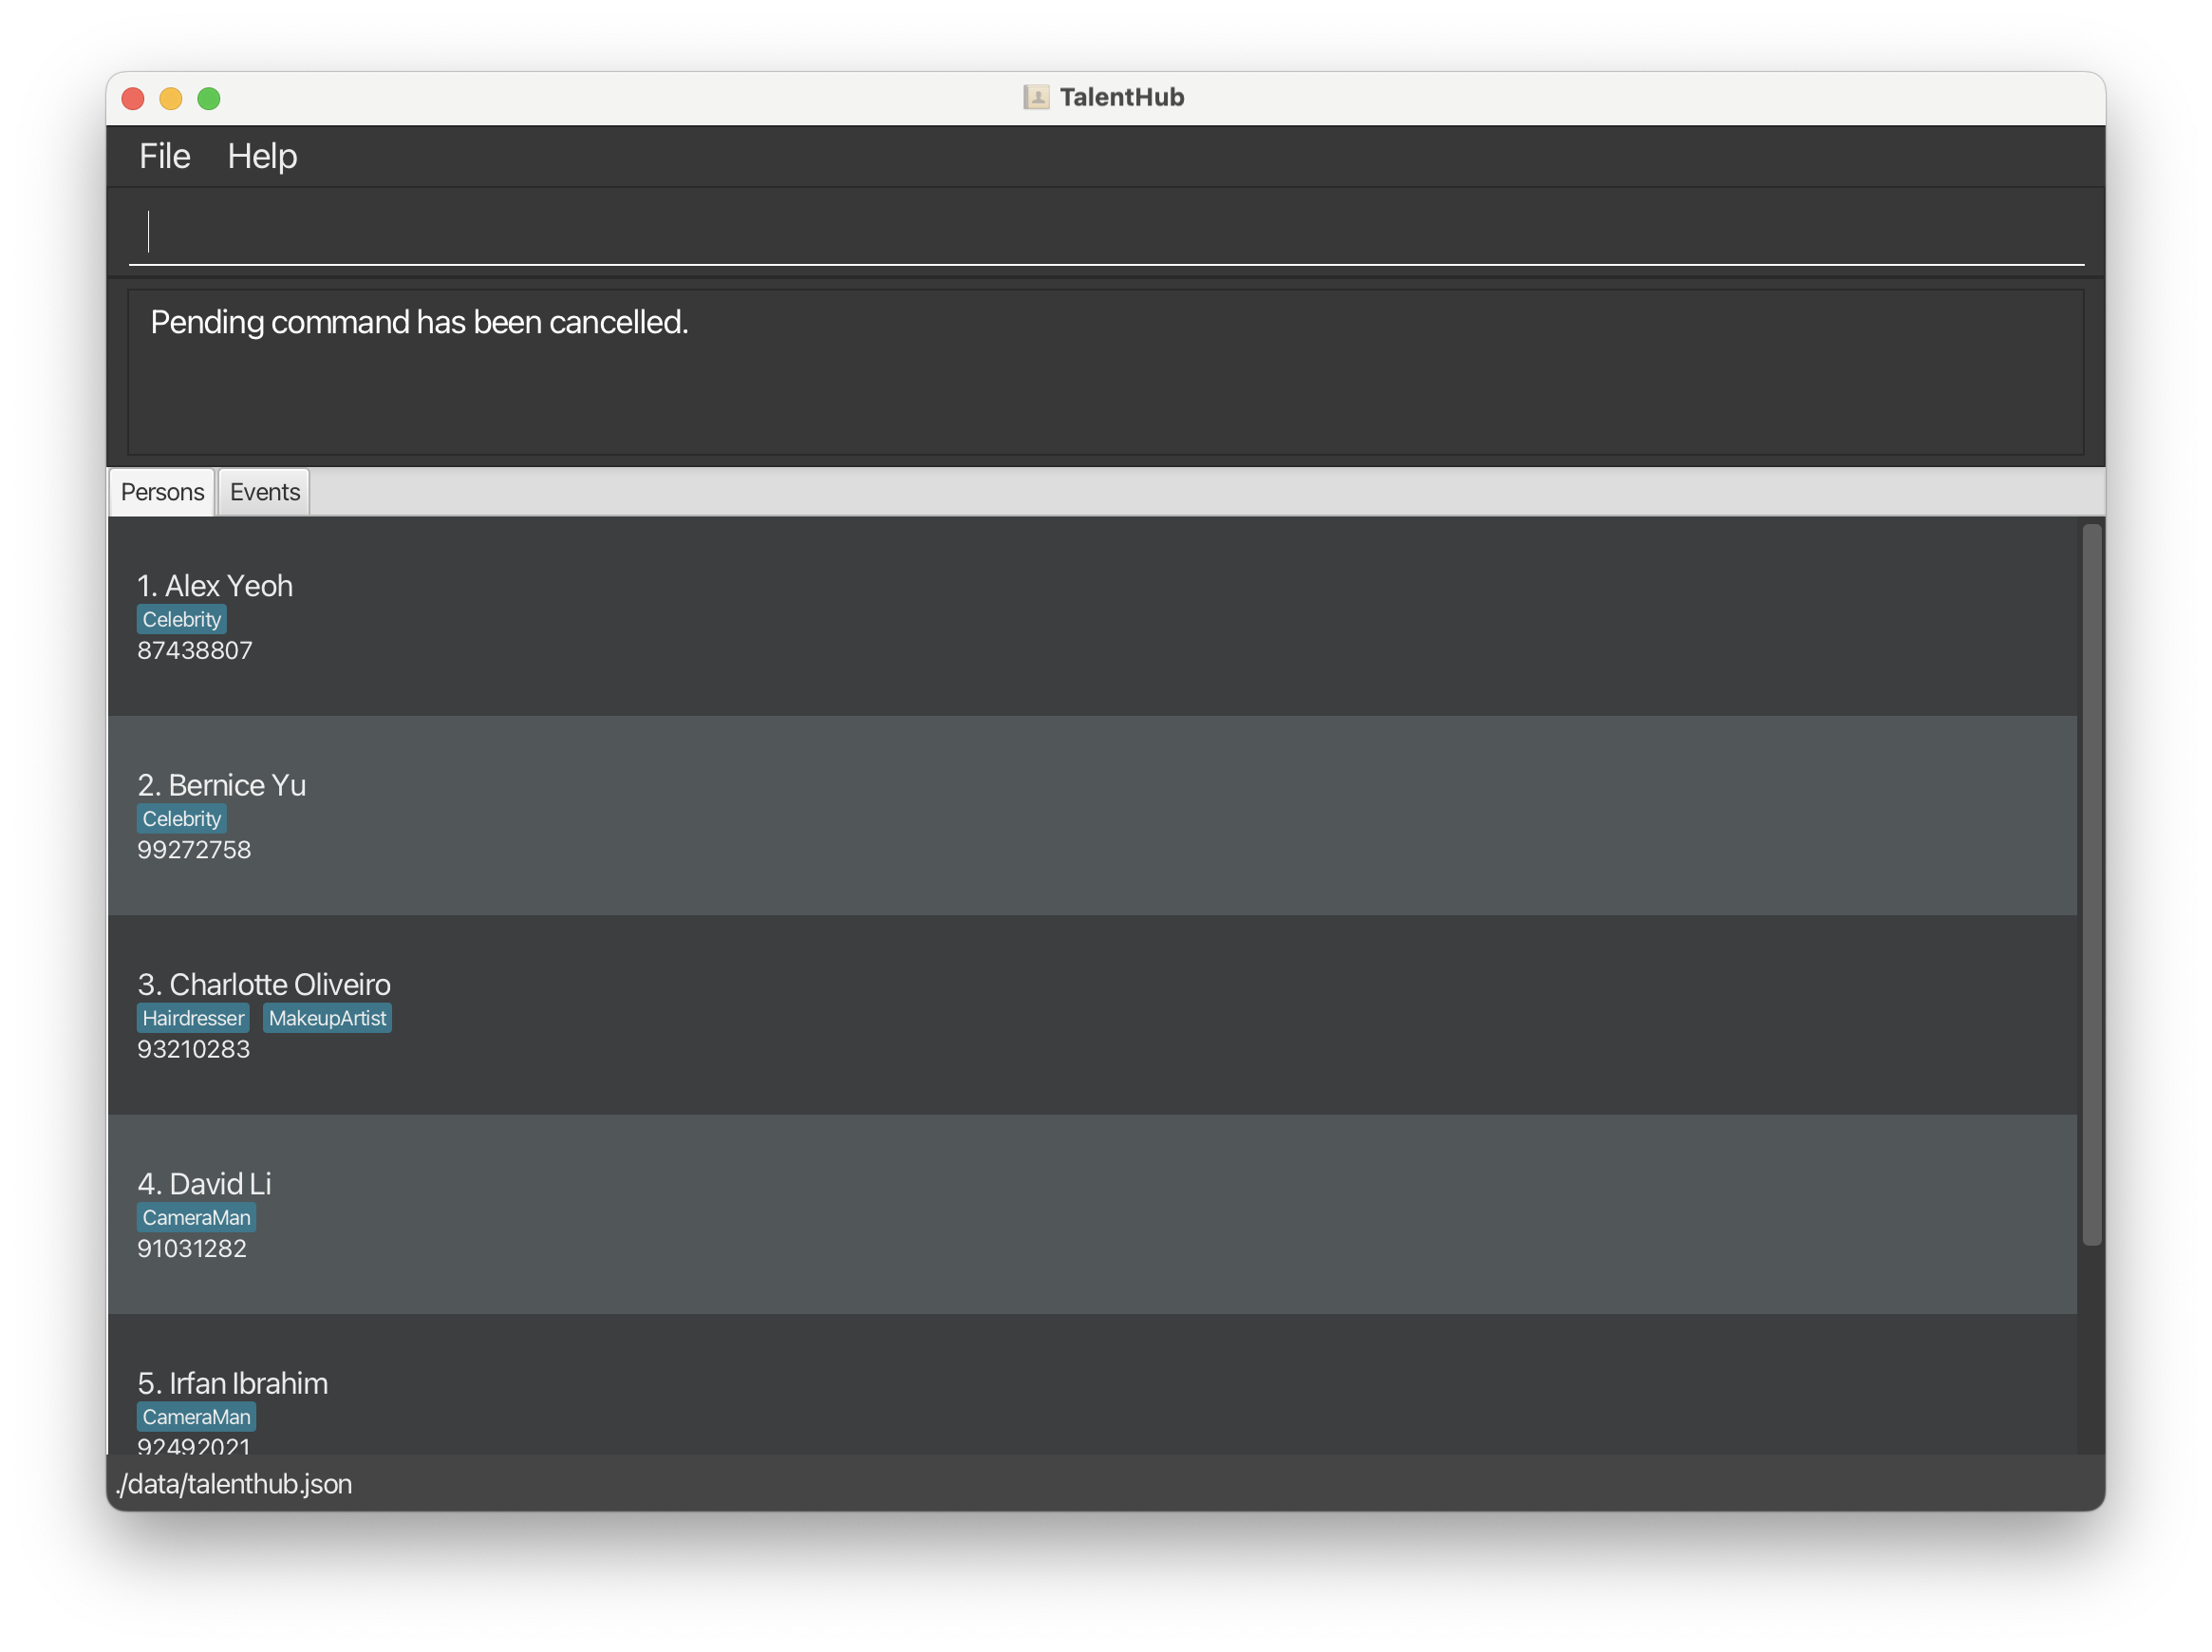 TalentHub
File Help
Pending command has been cancelled.
Persons Events
1. Alex Yeoh
Celebrity
87438807
2. Bernice Yu
Celebrity
99272758
3. Charlotte Oliveiro
Hairdresser MakeupArtist
93210283
4. David Li
CameraMan
91031282
5. Irfan Ibrahim
CameraMan
92492021
./data/talenthub.json